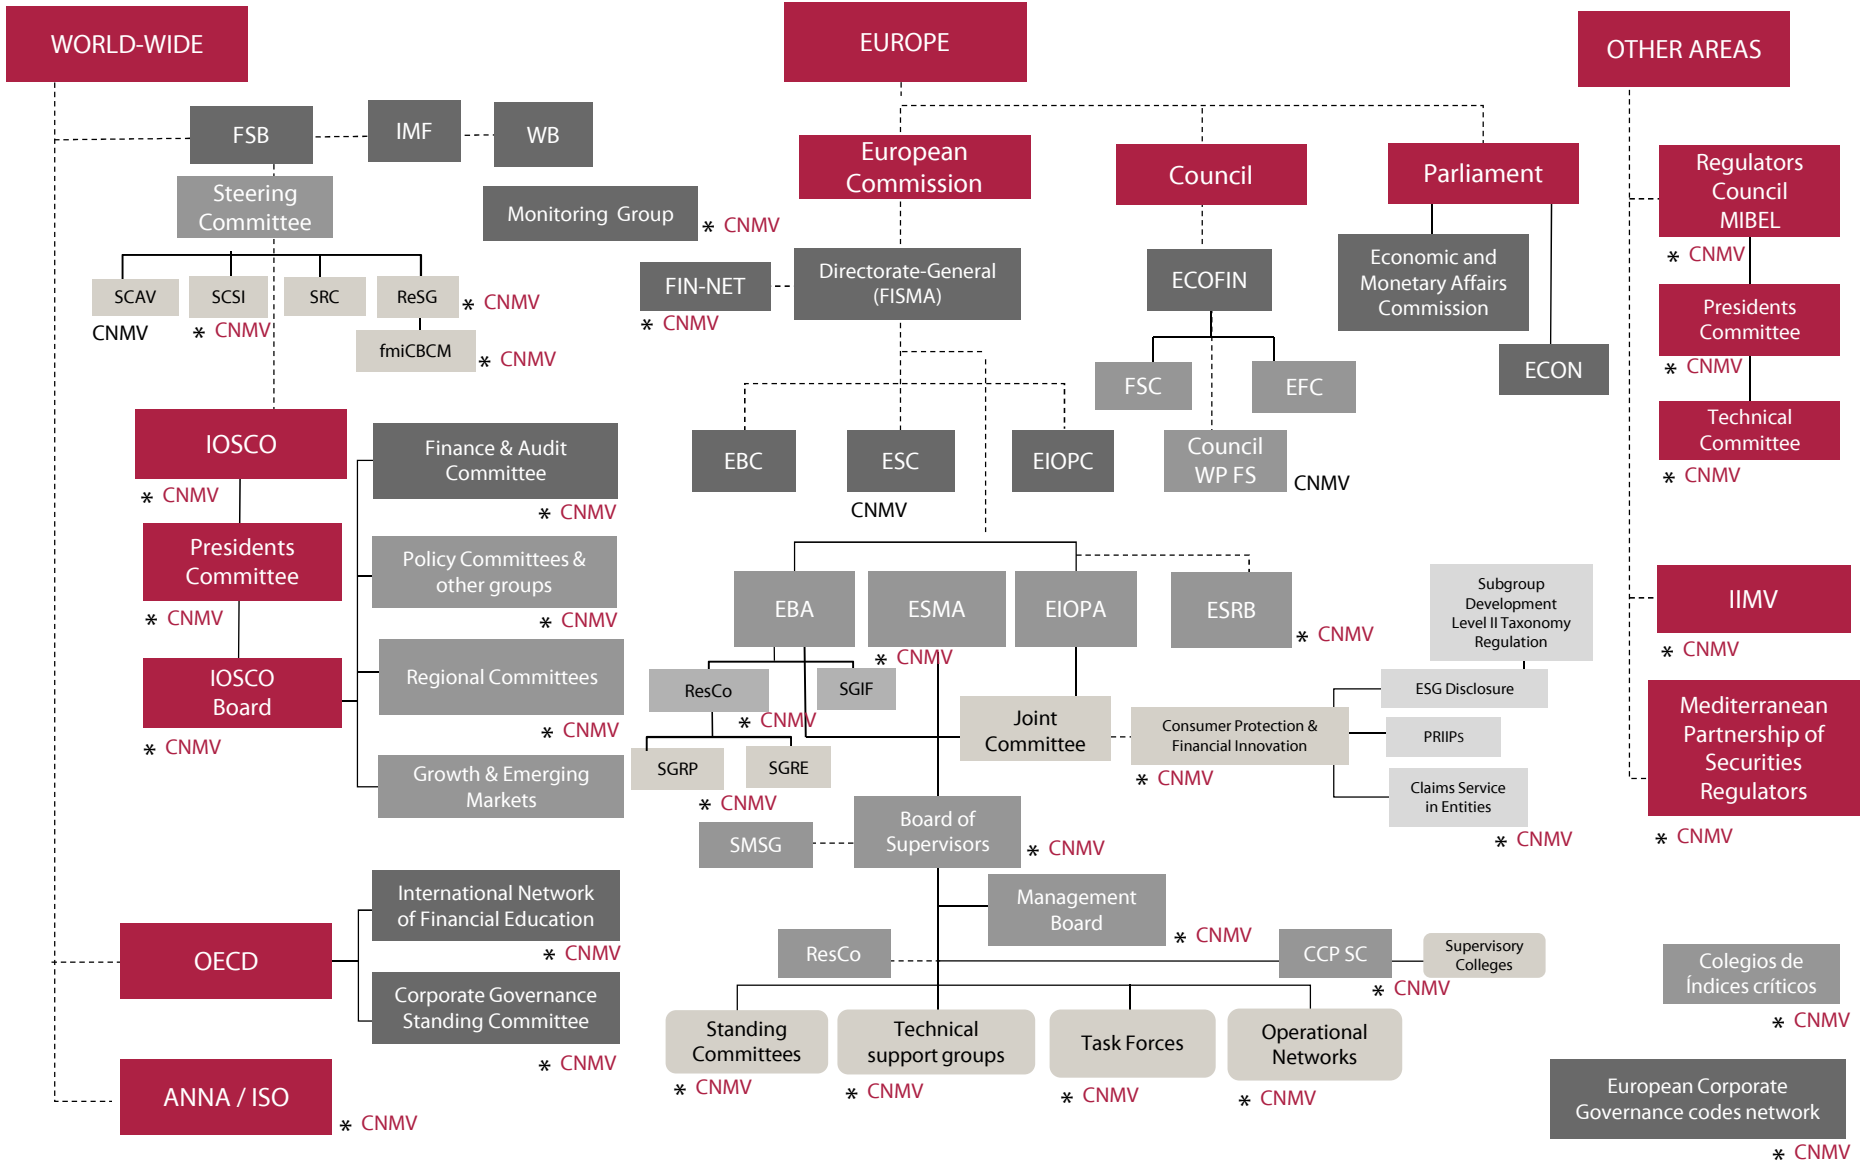 WORLD-WIDE
FSB
IMF
WB
Steering
Committee
SCAV
CNMV
SCSI
* CNMV
SRC
ReSG
* CNMV
fmiCBCM
* CNMV
Monitoring Group
* CNMV
IOSCO
* CNMV
Presidents
Committee
* CNMV
IOSCO
Board
* CNMV
Finance & Audit
Committee
* CNMV
Policy Committees &
other groups
* CNMV
Regional Committees
* CNMV
Growth & Emerging
Markets
OECD
International Network
of Financial Education
* CNMV
Corporate Governance
Standing Committee
* CNMV
ANNA / ISO
* CNMV
EUROPE
European
Commission
Council
Parliament
FIN-NET
* CNMV
Directorate-General
(FISMA)
ECOFIN
Economic and
Monetary Affairs
Commission
ECON
FSC
EFC
EBC
ESC
CNMV
EIOPC
Council
WP FS
CNMV
EBA
ESMA
* CNMV
EIOPA
ESRB
* CNMV
ResCo
* CNMV
SGIF
SGRP
SGRE
* CNMV
Joint
Committee
Consumer Protection &
Financial Innovation
* CNMV
Subgroup
Development
Level II Taxonomy
Regulation
ESG Disclosure
PRIIPs
Claims Service
in Entities
* CNMV
SMSG
Board of
Supervisors
* CNMV
Management
Board
* CNMV
ResCo
CCP SC
* CNMV
Supervisory
Colleges
Standing
Committees
* CNMV
Technical
support groups
* CNMV
Task Forces
* CNMV
Operational
Networks
* CNMV
OTHER AREAS
Regulators
Council
MIBEL
* CNMV
Presidents
Committee
* CNMV
Technical
Committee
* CNMV
IIMV
* CNMV
Mediterranean
Partnership of
Securities
Regulators
* CNMV
Colegios de
Índices críticos
* CNMV
European Corporate
Governance codes network
* CNMV